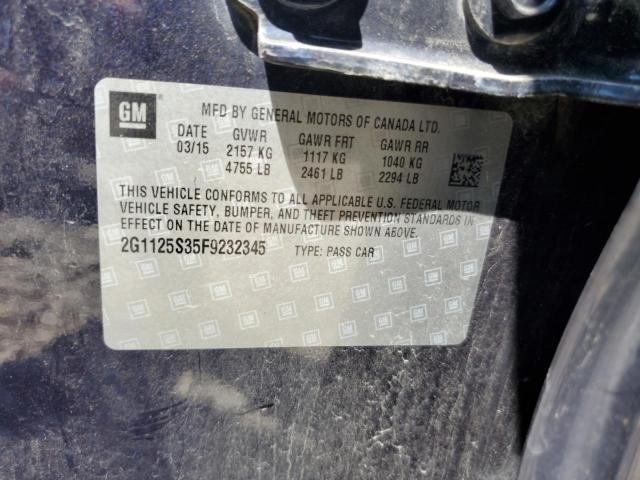 GM
MFD BY GENERAL MOTORS OF CANADA LTD.
DATE GVWR GAWR FRT GAWR RR
03/15 2157 KG 1117 KG 1040 KG
4755 LB 2461 LB 2294 LB
THIS VEHICLE CONFORMS TO ALL APPLICABLE U.S. FEDERAL MOTOR
VEHICLE SAFETY, BUMPER, AND THEFT PREVENTION STANDARDS IN
EFFECT ON THE DATE OF MANUFACTURE SHOWN ABOVE.
2G1125S35F9232345 TYPE: PASS CAR